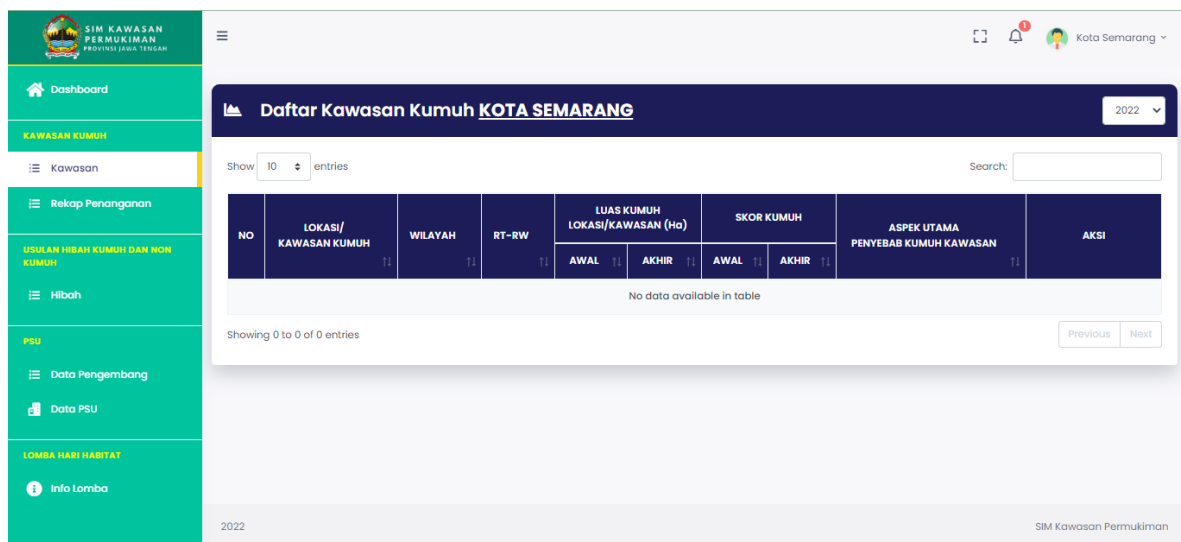 SIM KAWASAN
PERMUKIMAN
PROVINSI JAWA TENGAH
1
Kota Semarang
Dashboard
KAWASAN KUMUH
Kawasan
Rekap Penanganan
USULAN HIBAH KUMUH DAN NON
KUMUH
Hibah
PSU
Data Pengembang
Data PSU
LOMBA HARI HABITAT
Info Lomba
Daftar Kawasan Kumuh KOTA SEMARANG
2022
Show 10 entries
Search:
NO
LOKASI/
KAWASAN KUMUH
WILAYAH
RT-RW
LUAS KUMUH
LOKASI/KAWASAN (Ha)
AWAL
AKHIR
SKOR KUMUH
AWAL
AKHIR
ASPEK UTAMA
PENYEBAB KUMUH KAWASAN
AKSI
No data available in table
Showing 0 to 0 of 0 entries
Previous
Next
2022
SIM Kawasan Permukiman